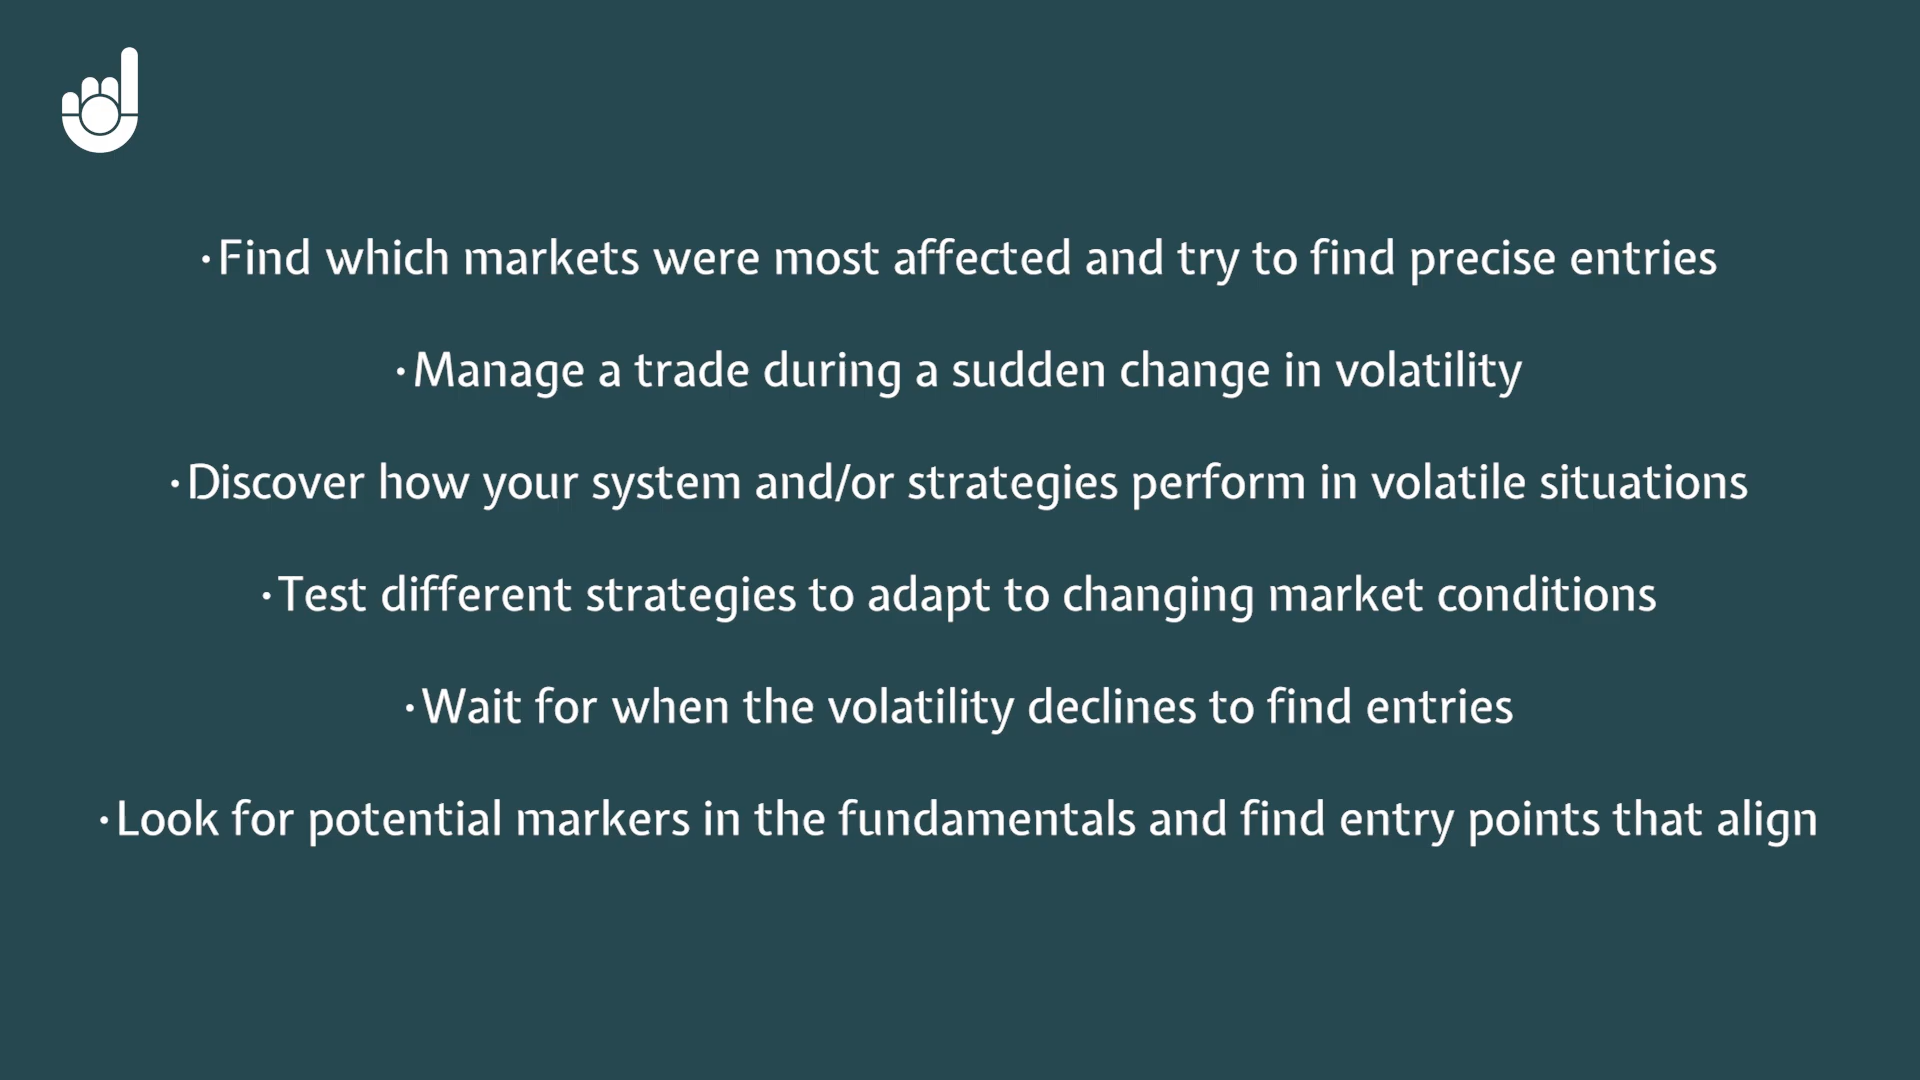 •Find which markets were most affected and try to find precise entries
•Manage a trade during a sudden change in volatility
•Discover how your system and/or strategies perform in volatile situations
•Test different strategies to adapt to changing market conditions
•Wait for when the volatility declines to find entries
•Look for potential markers in the fundamentals and find entry points that align